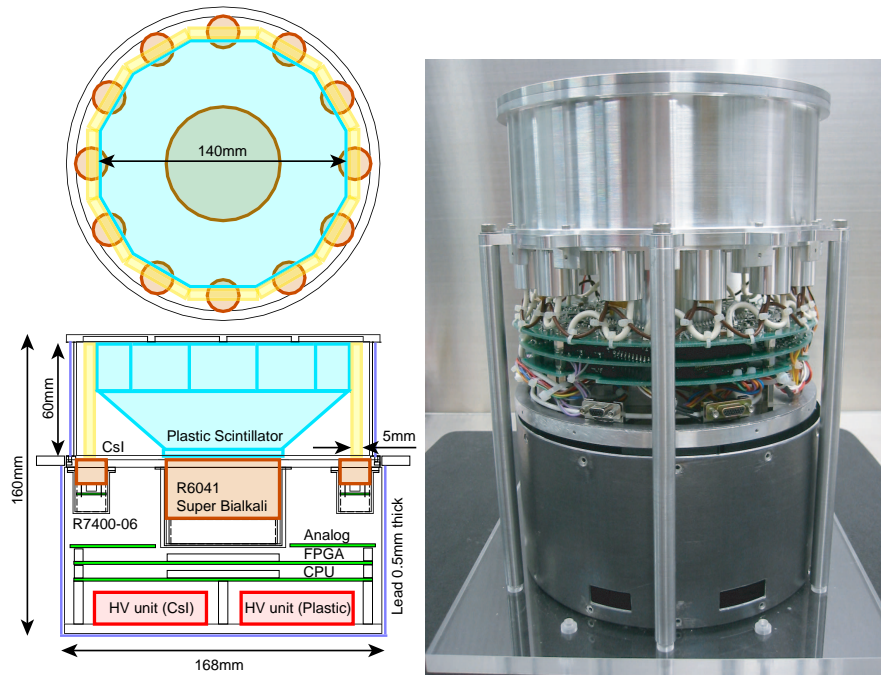 140mm
60mm
160mm
Plastic Scintillator
5mm
CsI
R6041
Super Bialkali
R7400-06
Analog
FPGA
CPU
Lead 0.5mm thick
HV unit (CsI)
HV unit (Plastic)
168mm